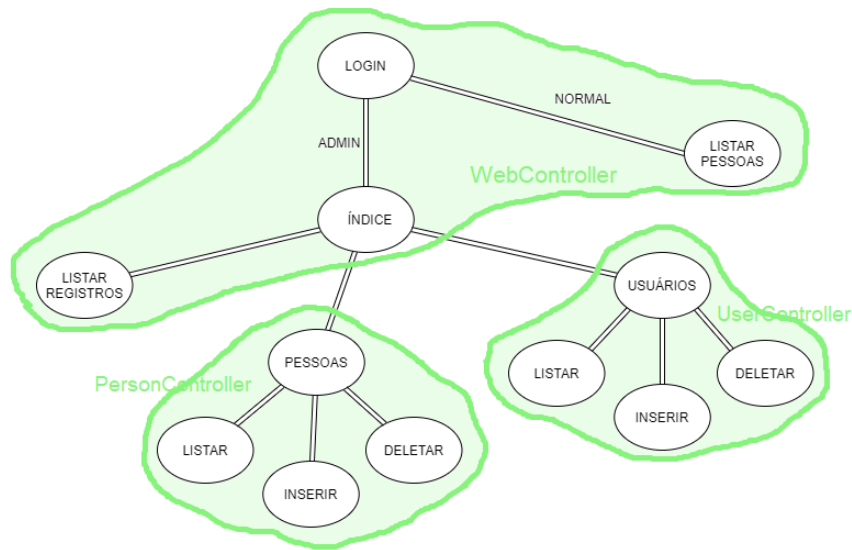 LOGIN
NORMAL
ADMIN
LISTAR
PESSOAS
WebController
ÍNDICE
LISTAR
REGISTROS
USUÁRIOS
UserController
LISTAR
DELETAR
INSERIR
PESSOAS
PersonController
LISTAR
DELETAR
INSERIR